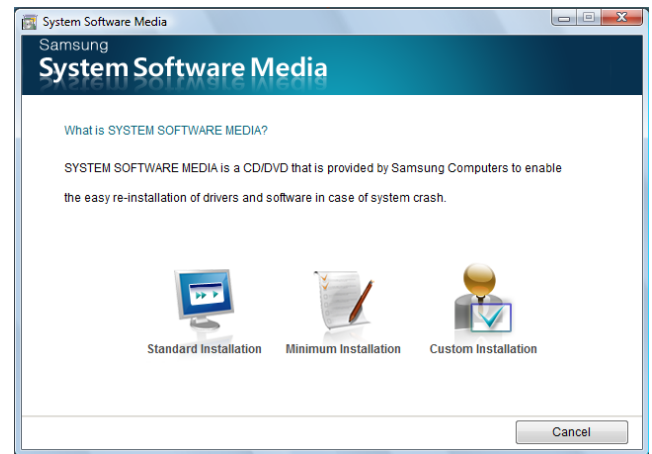 System Software Media
Samsung
System Software Media
What is SYSTEM SOFTWARE MEDIA?
SYSTEM SOFTWARE MEDIA is a CD/DVD that is provided by Samsung Computers to enable
the easy re-installation of drivers and software in case of system crash.
Standard Installation Minimum Installation Custom Installation
Cancel